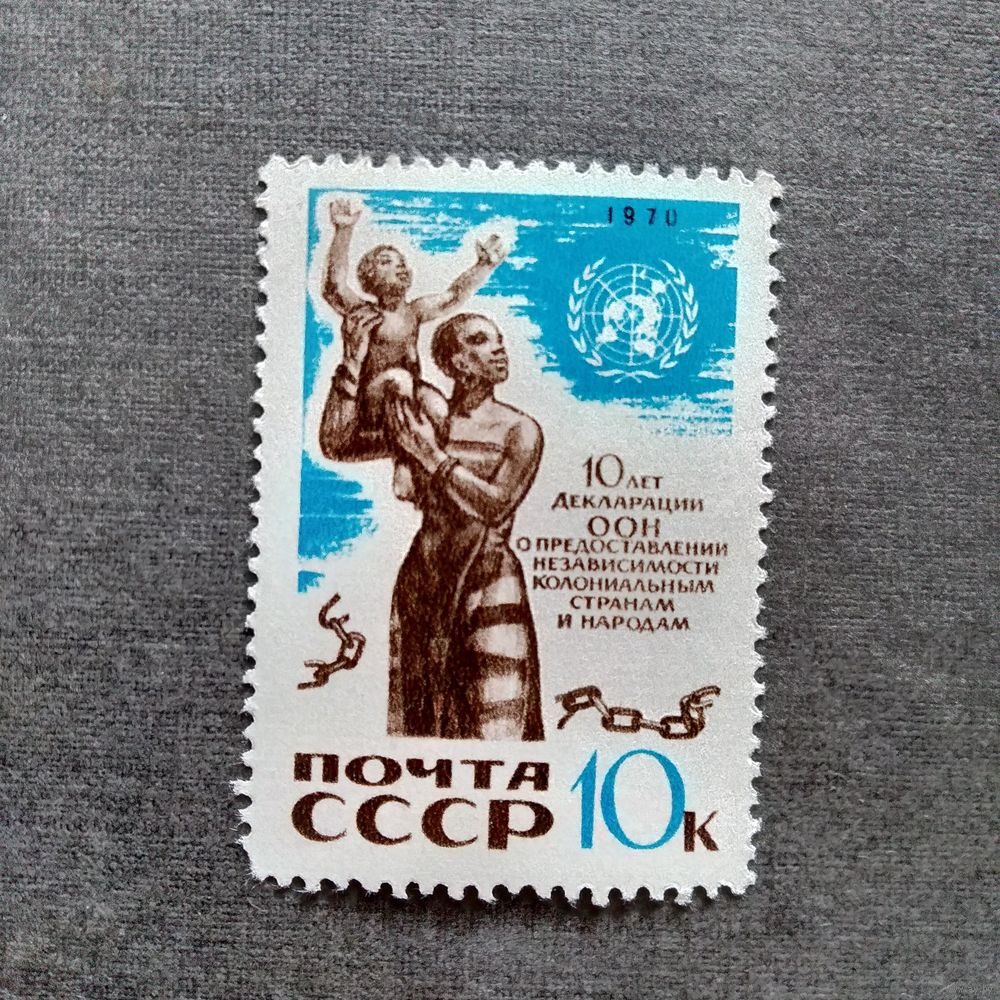 1970
10 ЛЕТ
ДЕКЛАРАЦИИ
ООН
О ПРЕДОСТАВЛЕНИИ
НЕЗАВИСИМОСТИ
КОЛОНИАЛЬНЫМ
СТРАНАМ
И НАРОДАМ
ПОЧТА
СССР 10К